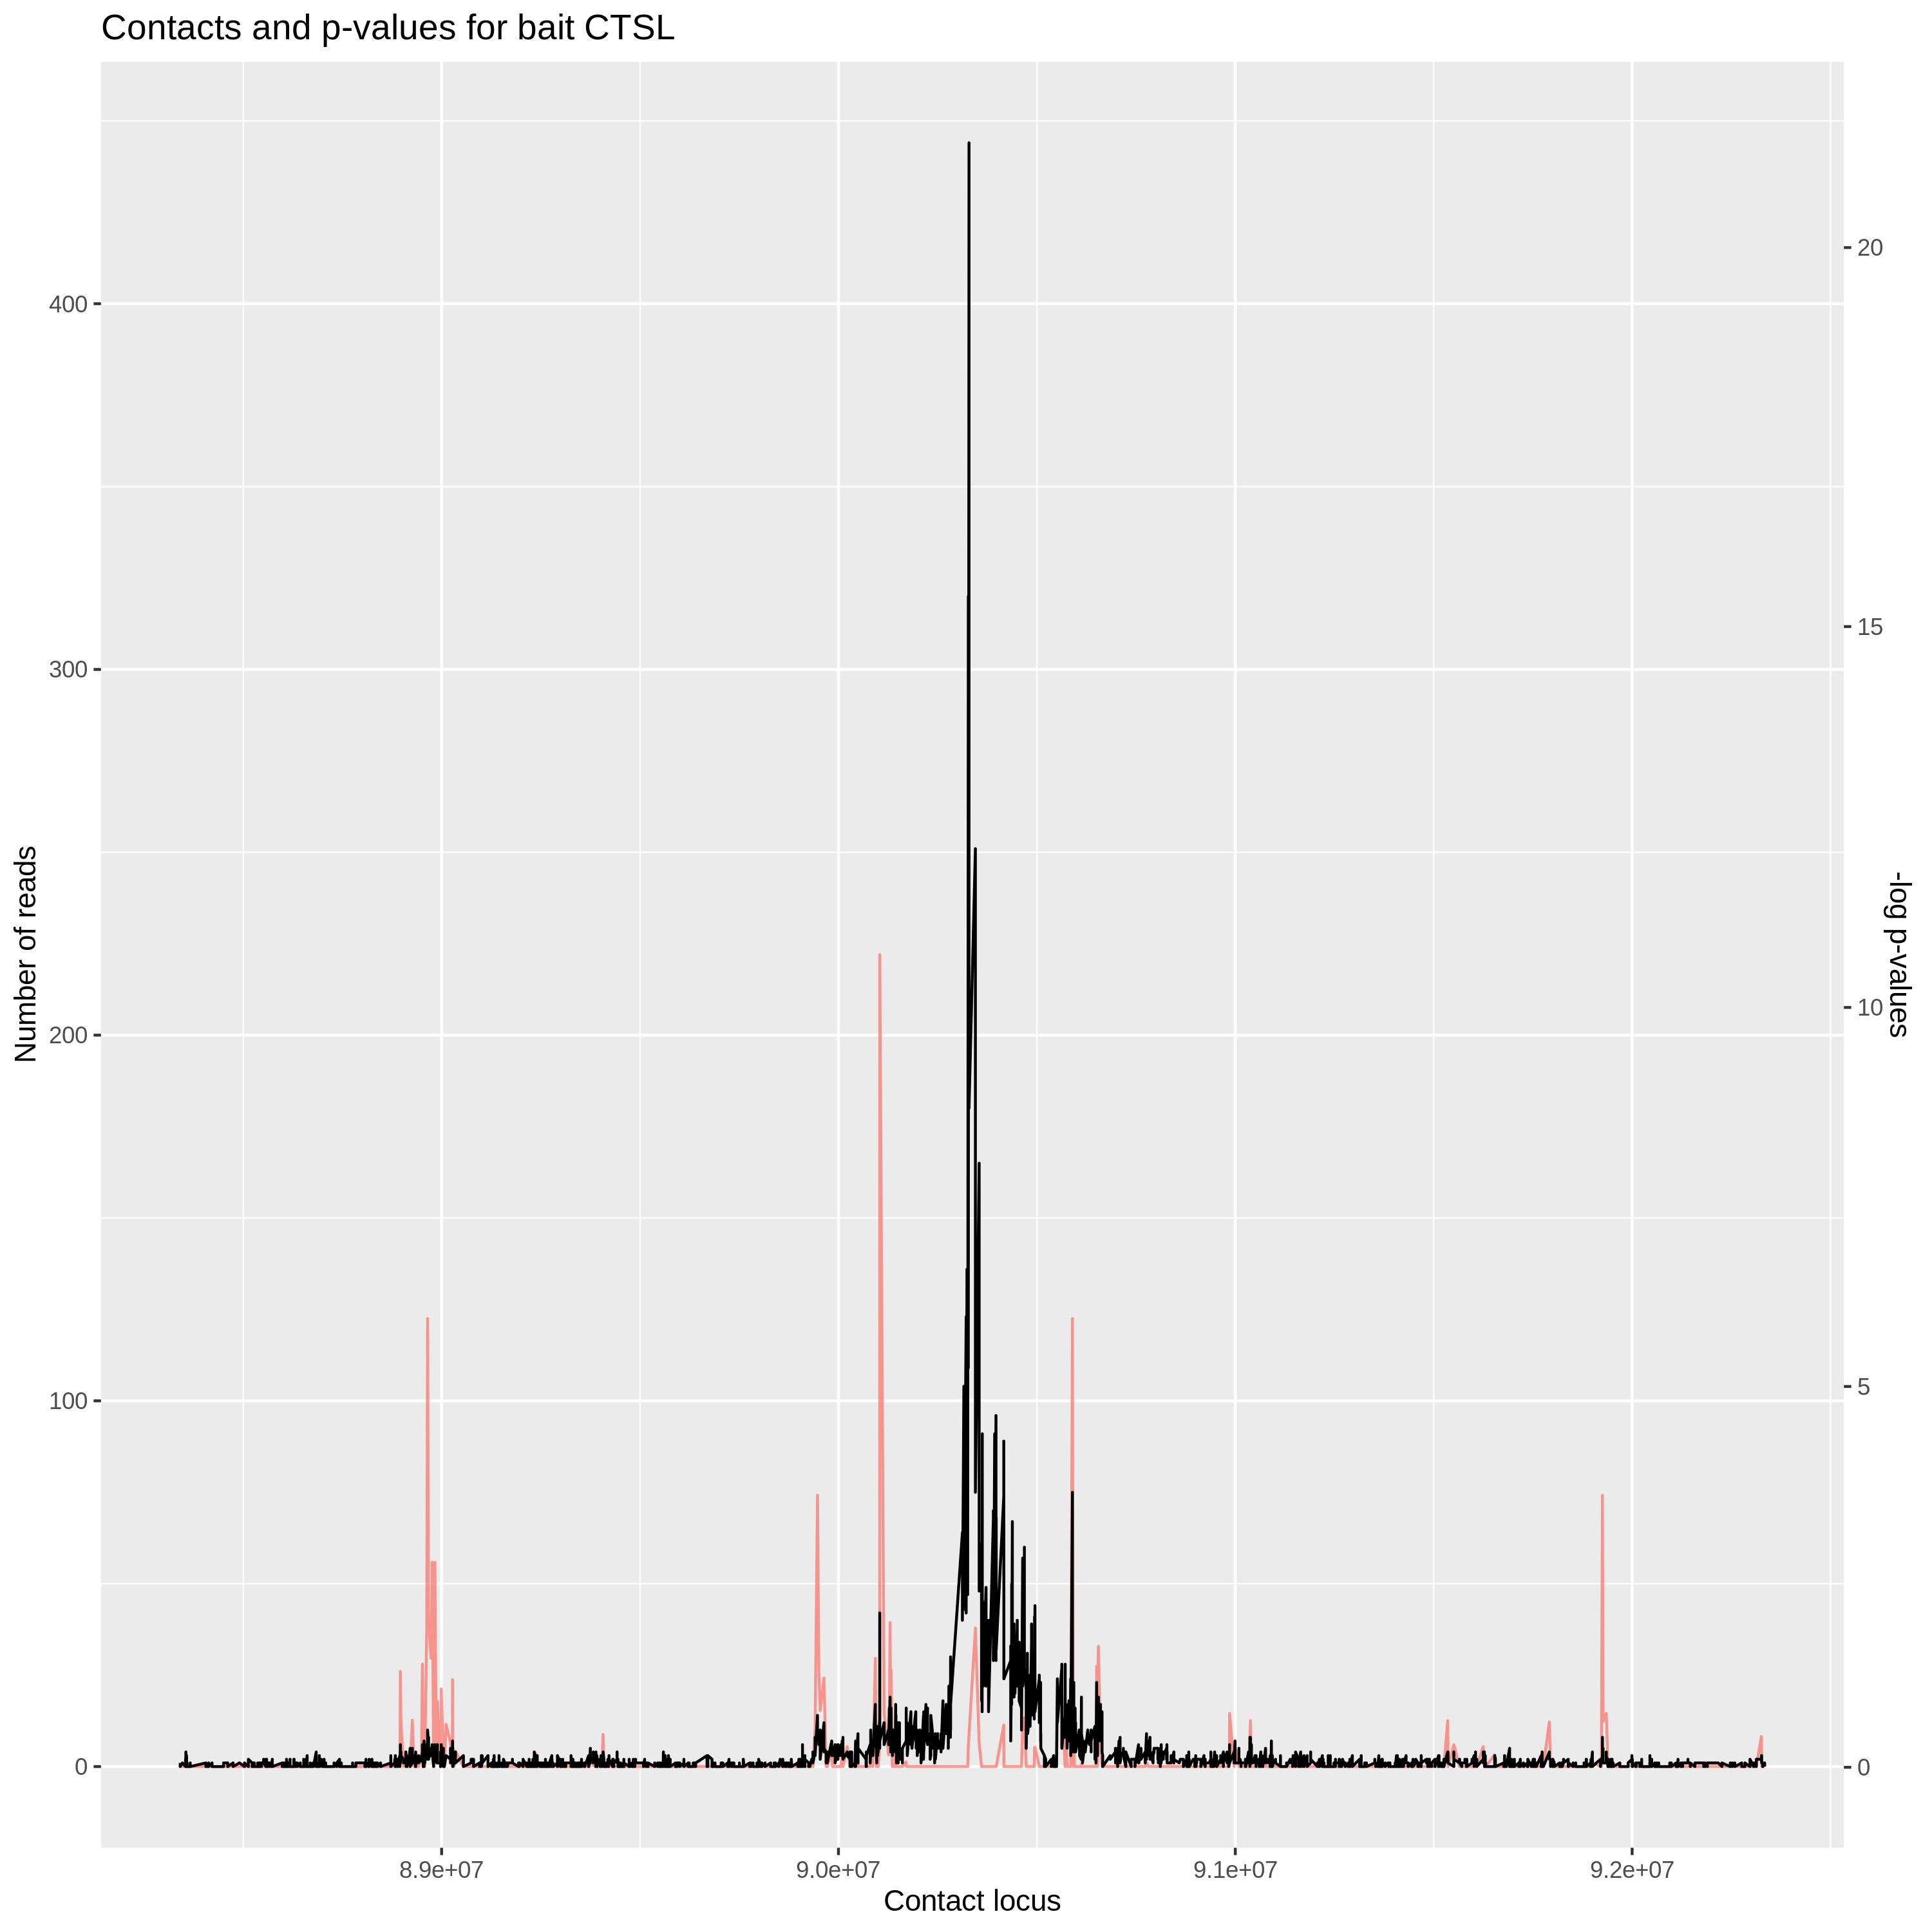 Contacts and p-values for bait CTSL
Number of reads
400
300
200
100
0
20
15
10
5
0
-log p-values
8.9e+07
9.0e+07
9.1e+07
9.2e+07
Contact locus